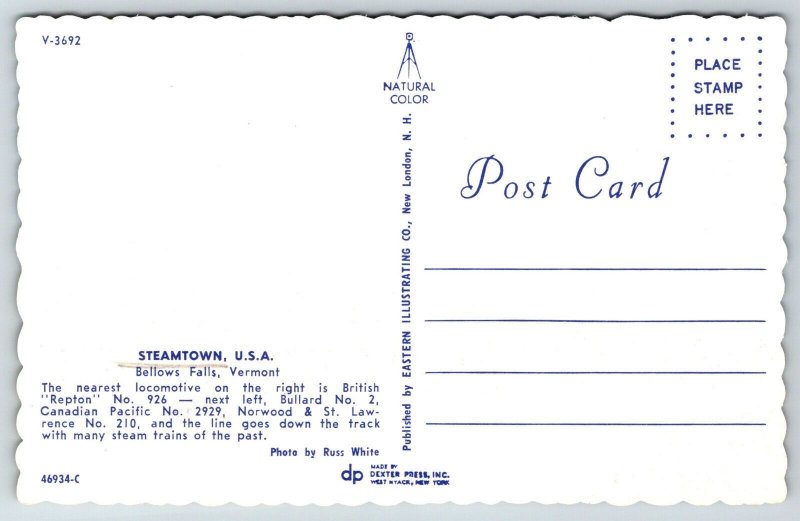 V-3692
NATURAL
COLOR
PLACE
STAMP
HERE
Post Card
STEAMTOWN, U.S.A.
Bellows Falls, Vermont
The nearest locomotive on the right is British
"Repton" No. 926 — next left, Bullard No. 2,
Canadian Pacific No. 2929, Norwood & St. Law-
rence No. 210, and the line goes down the track
with many steam trains of the past.
Photo by Russ White
46934-C
Published by EASTERN ILLUSTRATING CO., New London, N. H.
dp
MADE BY
DEXTER PRESS, INC.
WEST NYACK, NEW YORK